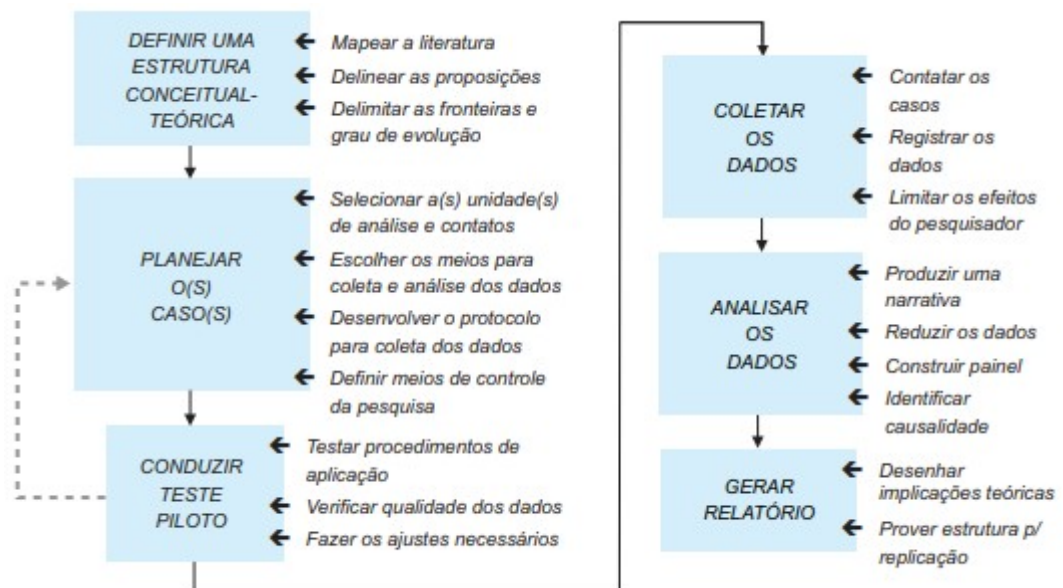 DEFINIR UMA
ESTRUTURA
CONCEITUAL-
TEÓRICA
Mapear a literatura
Delinear as proposições
Delimitar as fronteiras e
grau de evolução
PLANEJAR
O(S)
CASO(S)
Selecionar a(s) unidade(s)
de análise e contatos
Escolher os meios para
coleta e análise dos dados
Desenvolver o protocolo
para coleta dos dados
Definir meios de controle
da pesquisa
CONDUZIR
TESTE
PILOTO
Testar procedimentos de
aplicação
Verificar qualidade dos dados
Fazer os ajustes necessários
COLETAR
OS
DADOS
Contatar os
casos
Registrar os
dados
Limitar os efeitos
do pesquisador
ANALISAR
OS
DADOS
Produzir uma
narrativa
Reduzir os dados
Construir painel
Identificar
causalidade
GERAR
RELATÓRIO
Desenhar
implicações teóricas
Prover estrutura p/
replicação